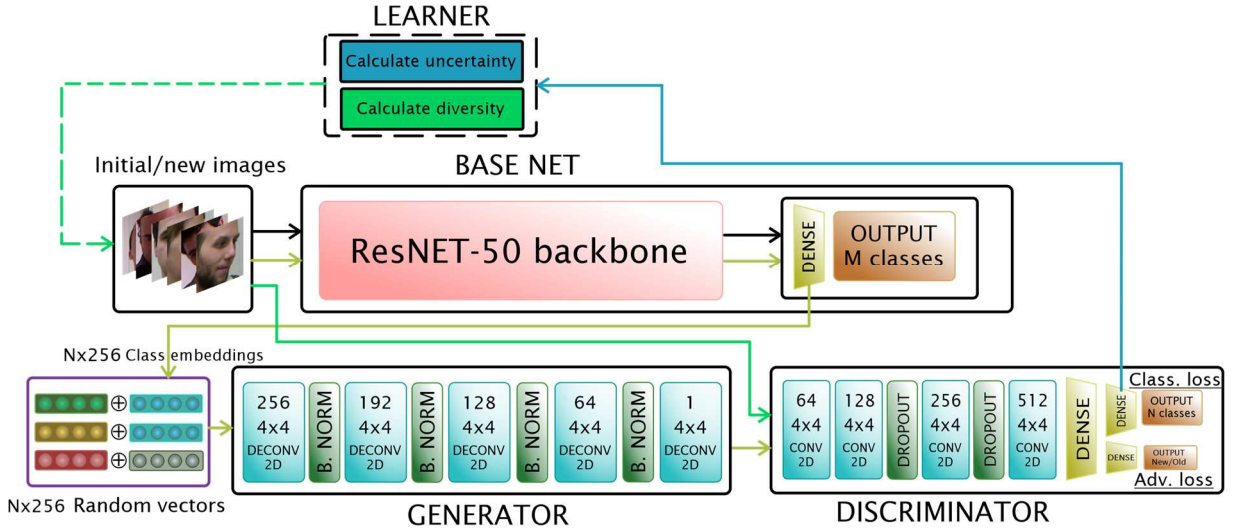 LEARNER
Calculate uncertainty
Calculate diversity
Initial/new images
BASE NET
ResNET-50 backbone
DENSE
OUTPUT
M classes
Nx256 Class embeddings
Nx256 Random vectors
256
4x4
DECONV
2D
B. NORM
192
4x4
DECONV
2D
B. NORM
128
4x4
DECONV
2D
B. NORM
64
4x4
DECONV
2D
B. NORM
1
4x4
DECONV
2D
GENERATOR
64
4x4
CONV
2D
128
4x4
CONV
2D
DROPOUT
256
4x4
CONV
2D
DROPOUT
512
4x4
CONV
2D
DENSE
DENSE
Class. loss
OUTPUT
N classes
DENSE
OUTPUT
New/Old
Adv. loss
DISCRIMINATOR